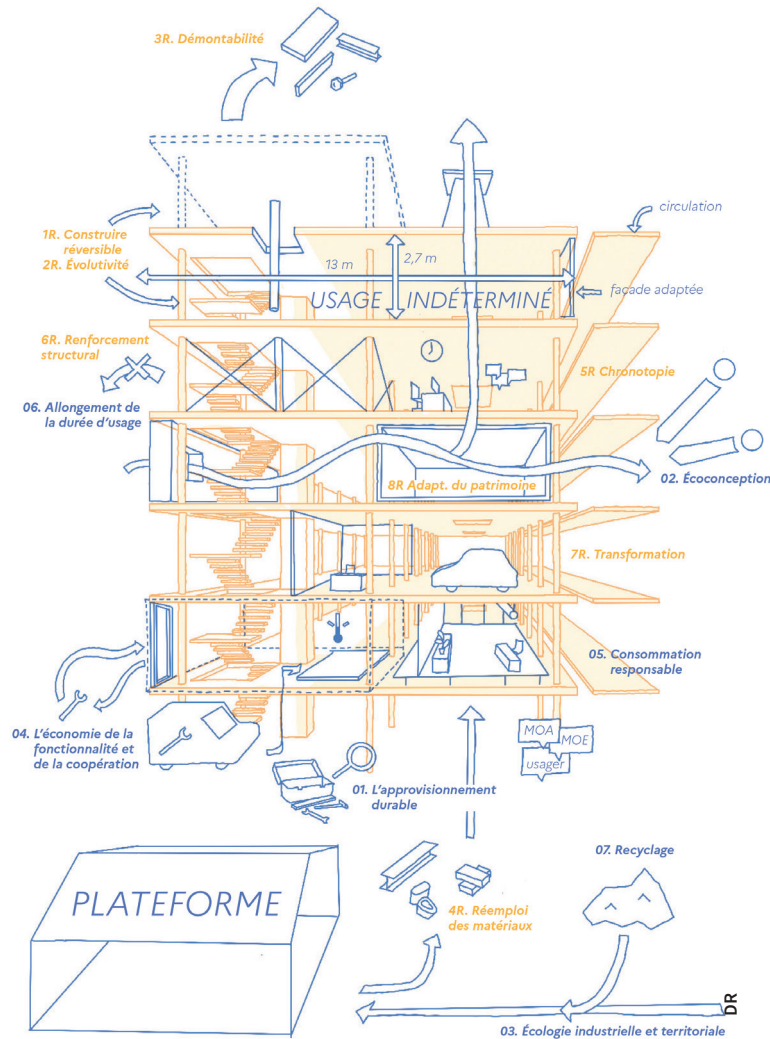 3R. Démontabilité
circulation
1R. Construire
réversible
2R. Évolutivité
13 m
2,7 m
USAGE INDÉTERMINÉ
façade adaptée
6R. Renforcement
structural
5R Chronotopie
06. Allongement de
la durée d'usage
8R Adapt. du patrimoine
02. Écoconception
7R. Transformation
05. Consommation
responsable
04. L'économie de la
fonctionnalité et
de la coopération
MOA
MOE
usager
01. L'approvisionnement
durable
07. Recyclage
PLATEFORME
4R. Réemploi
des matériaux
DR
03. Écologie industrielle et territoriale